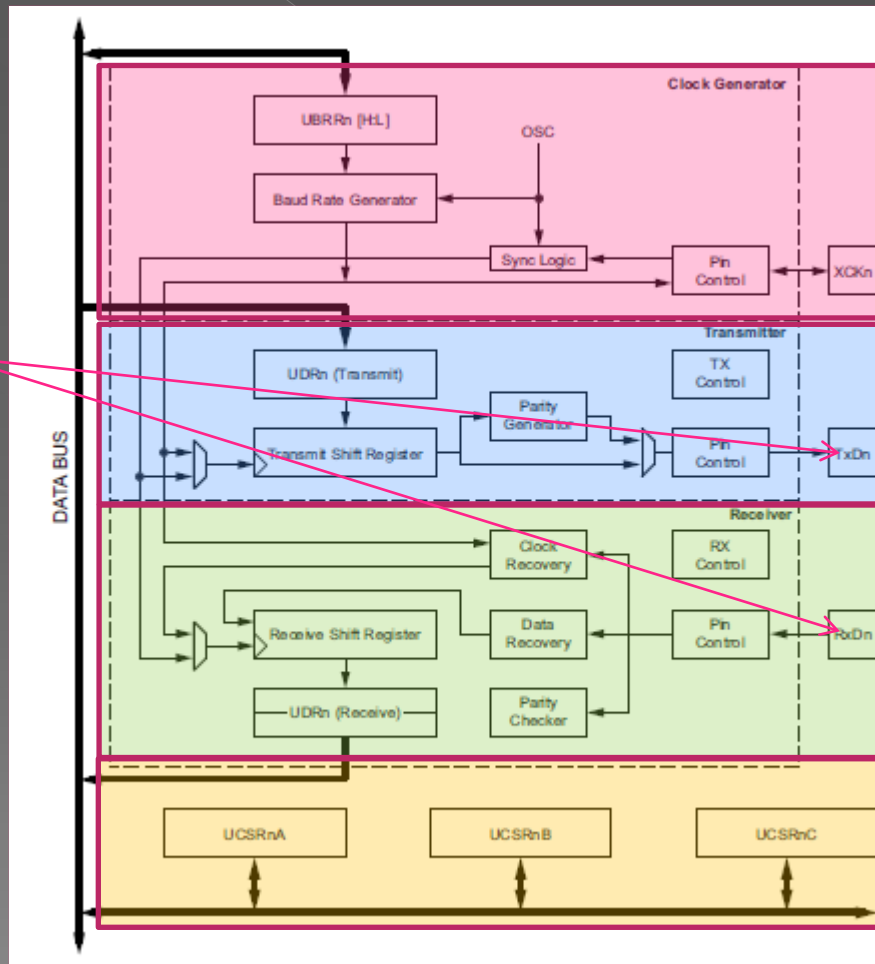 Clock Generator
UBRRn [H:L]
OSC
Baud Rate Generator
Sync Logic
Pin
Control
XCKn
Transmitter
UDRn (Transmit)
TX
Control
Parity
Generator
Transmit Shift Register
Pin
Control
TxDn
DATA BUS
Receiver
Clock
Recovery
RX
Control
Receive Shift Register
Data
Recovery
Pin
Control
RxDn
UDRn (Receive)
Parity
Checker
UCSRnA
UCSRnB
UCSRnC